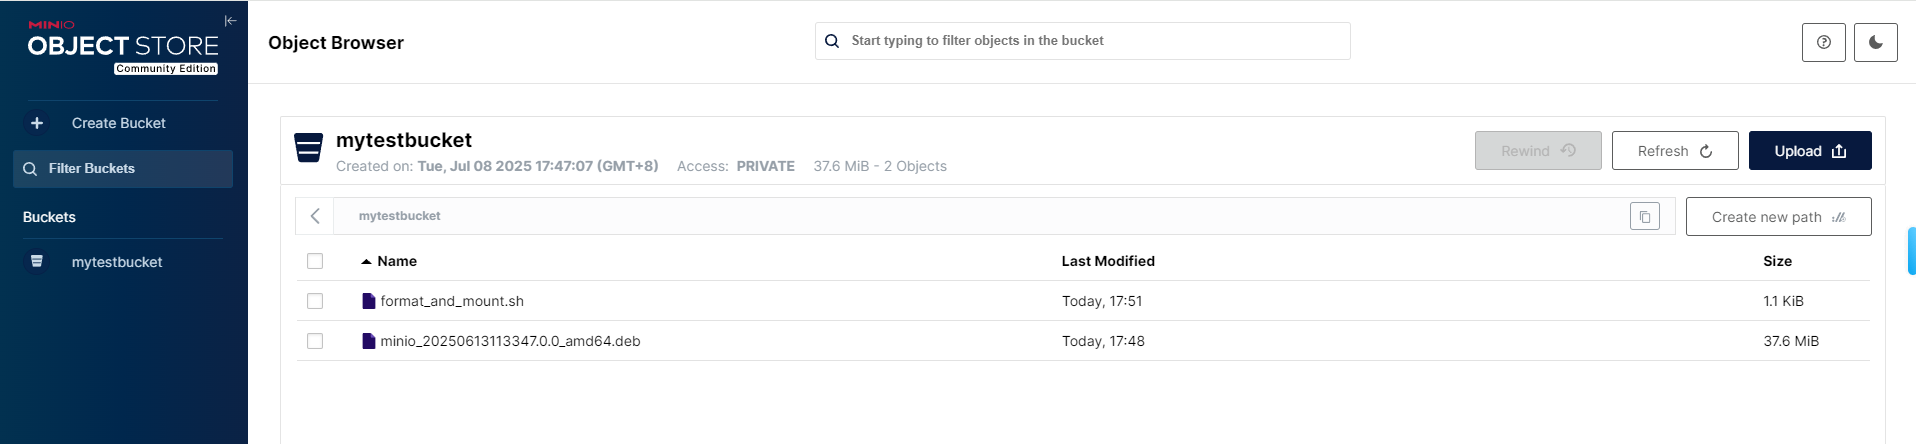 MINIO
OBJECT STORE
Community Edition
Create Bucket
Filter Buckets
Buckets
mytestbucket
Object Browser
Start typing to filter objects in the bucket
mytestbucket
Created on: Tue, Jul 08 2025 17:47:07 (GMT+8) Access: PRIVATE 37.6 MiB - 2 Objects
Rewind
Refresh
Upload
mytestbucket
Create new path
Name Last Modified Size
format_and_mount.sh Today, 17:51 1.1 KiB
minio_20250613113347.0.0_amd64.deb Today, 17:48 37.6 MiB